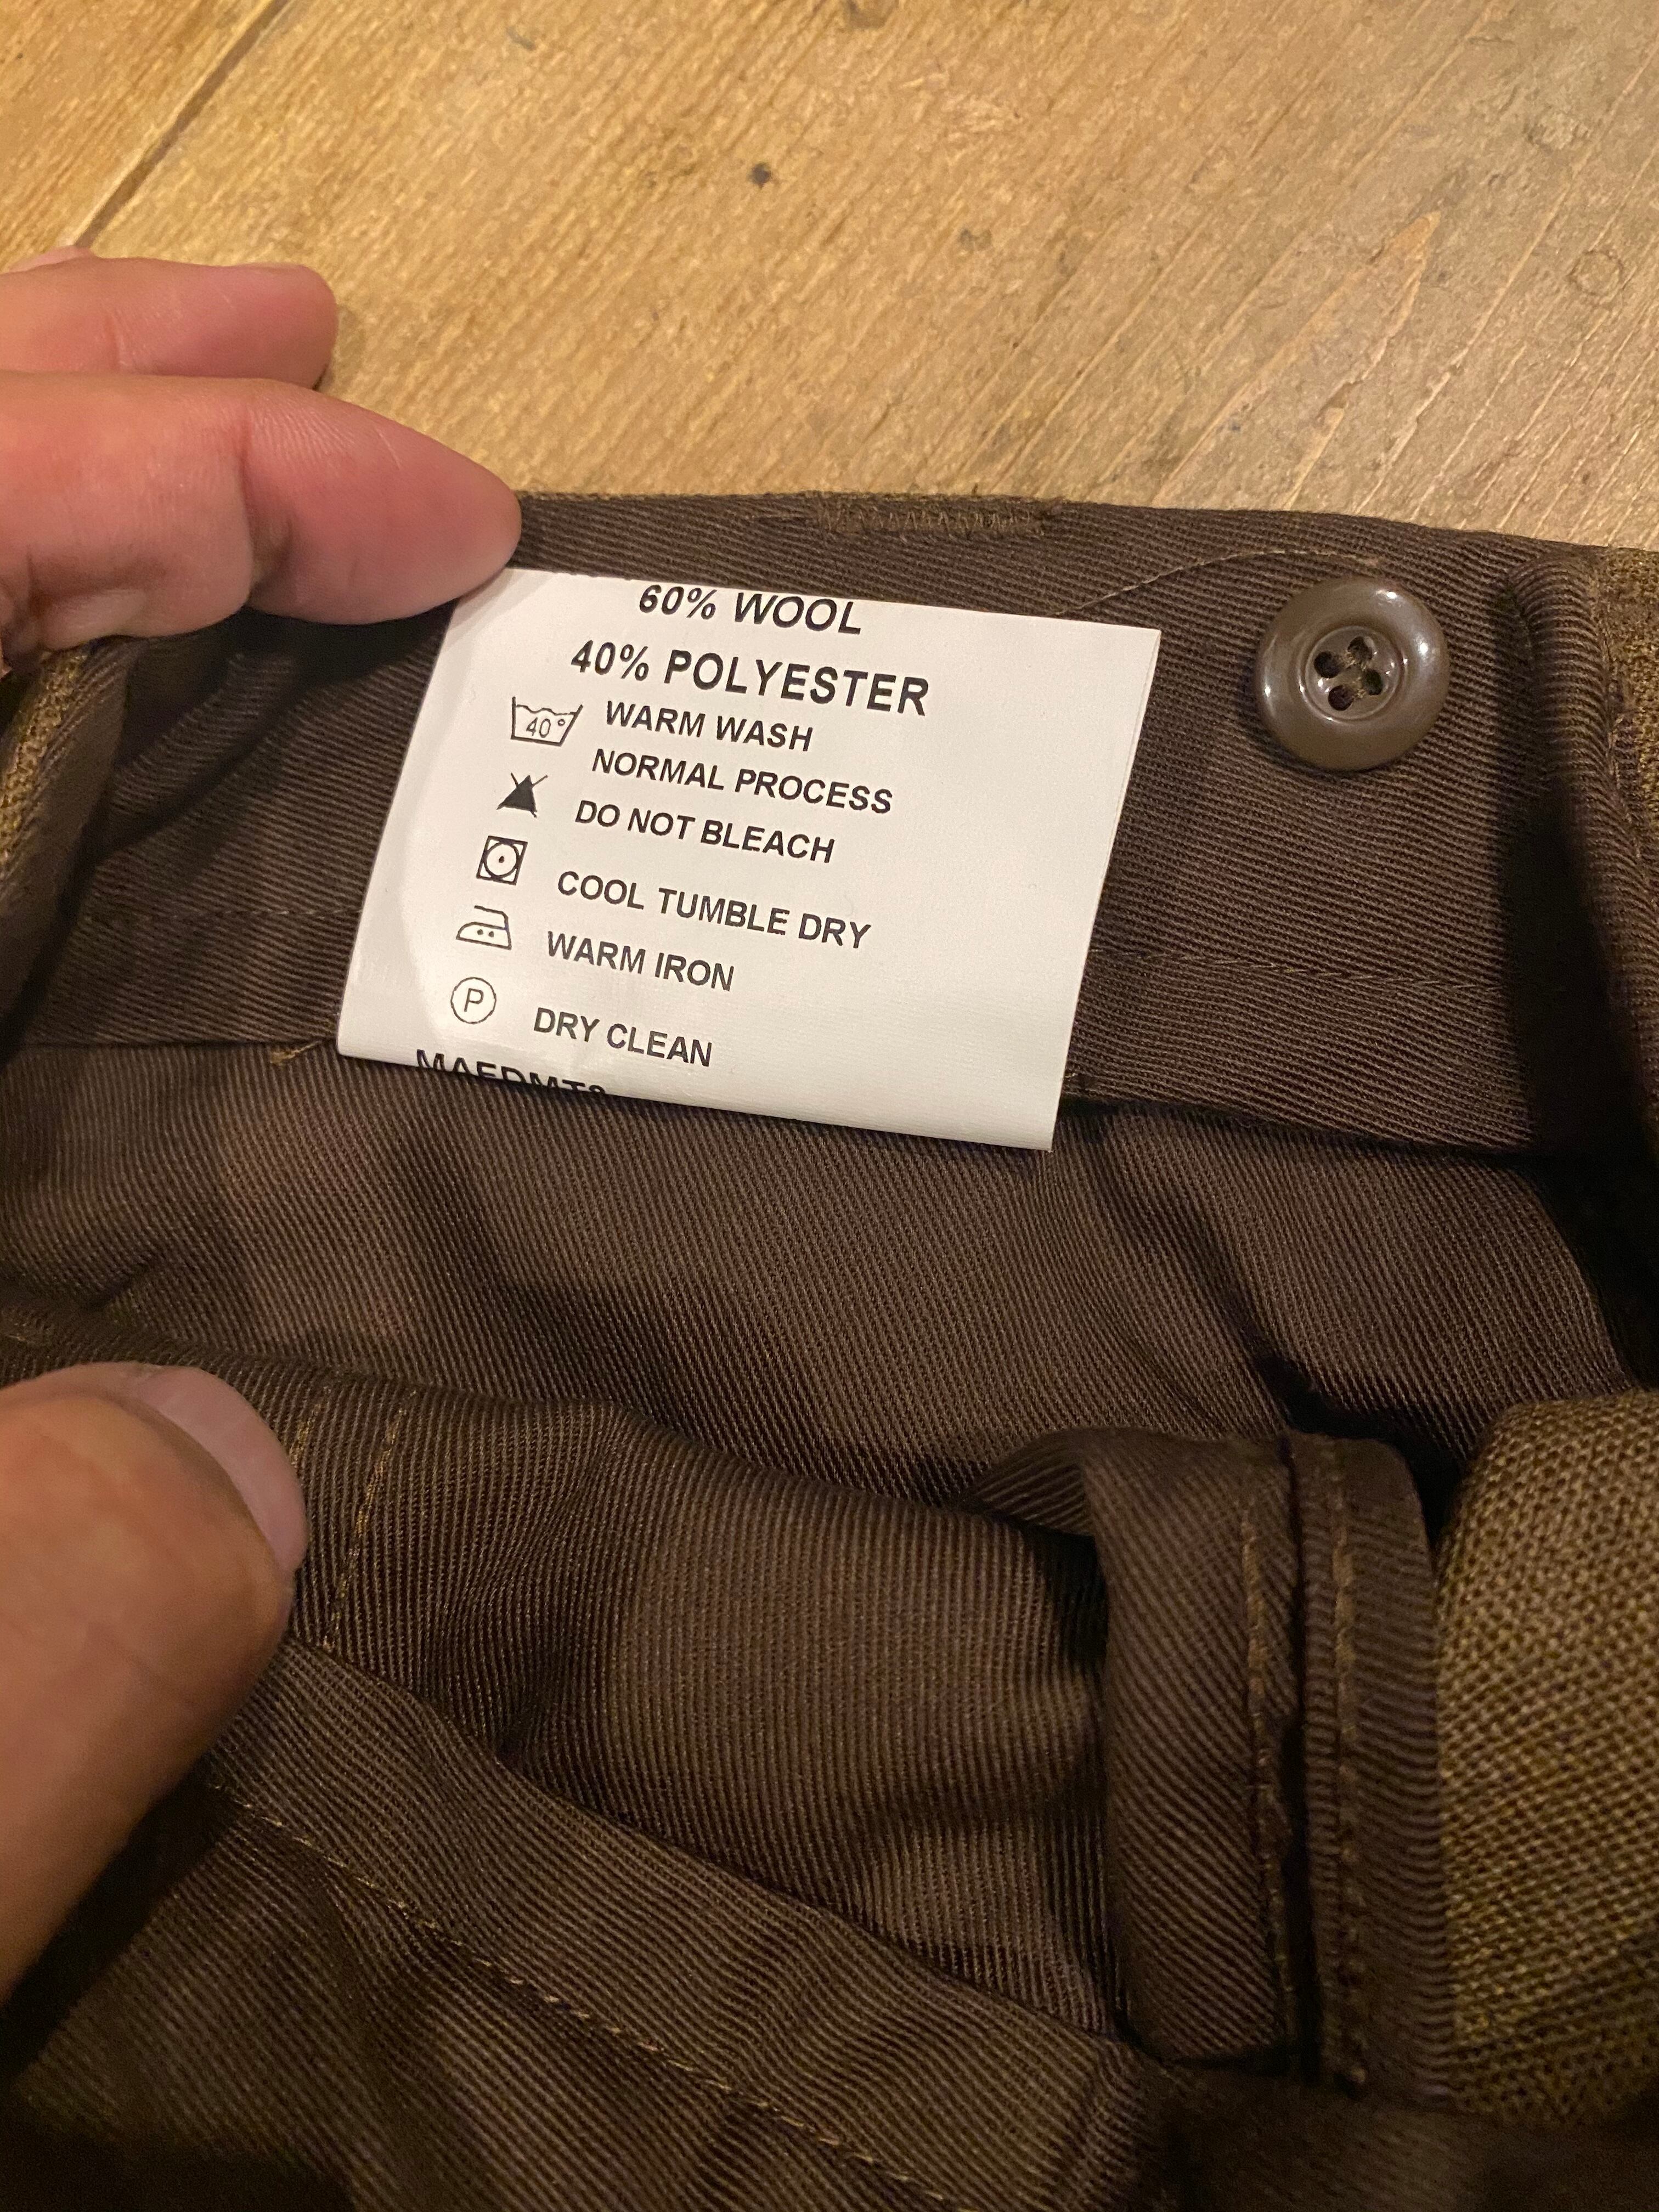 60% WOOL
40% POLYESTER
40° WARM WASH
NORMAL PROCESS
DO NOT BLEACH
COOL TUMBLE DRY
WARM IRON
P DRY CLEAN